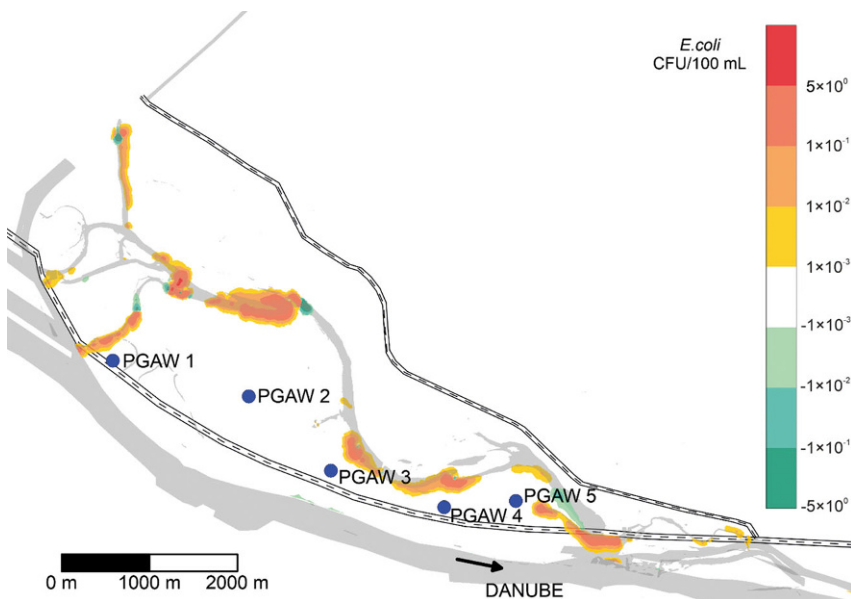 E.coli
CFU/100 mL
5×10⁰
1×10⁻¹
1×10⁻²
1×10⁻³
-1×10⁻³
-1×10⁻²
-1×10⁻¹
-5×10⁰
PGAW 1
PGAW 2
PGAW 3
PGAW 4
PGAW 5
0 m 1000 m 2000 m
DANUBE